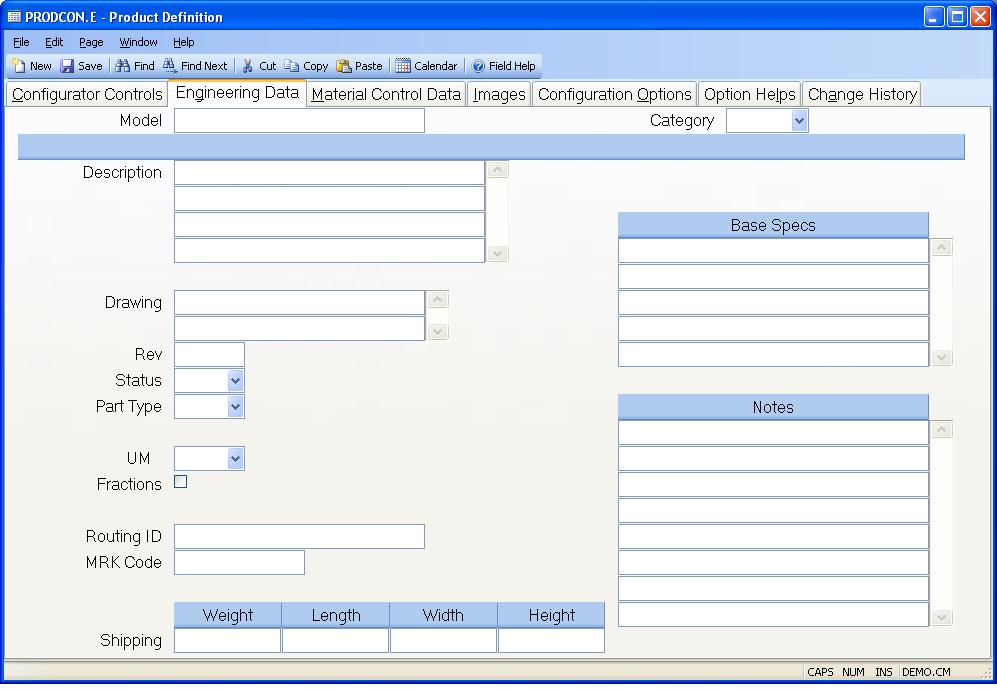 PRODCON.E - Product Definition
File Edit Page Window Help
New Save Find Find Next Cut Copy Paste Calendar Field Help
Configurator Controls Engineering Data Material Control Data Images Configuration Options Option Helps Change History
Model Category
Description
Base Specs
Drawing
Rev
Status
Part Type
Notes
UM
Fractions
Routing ID
MRK Code
Weight Length Width Height
Shipping
CAPS NUM INS DEMO.CM